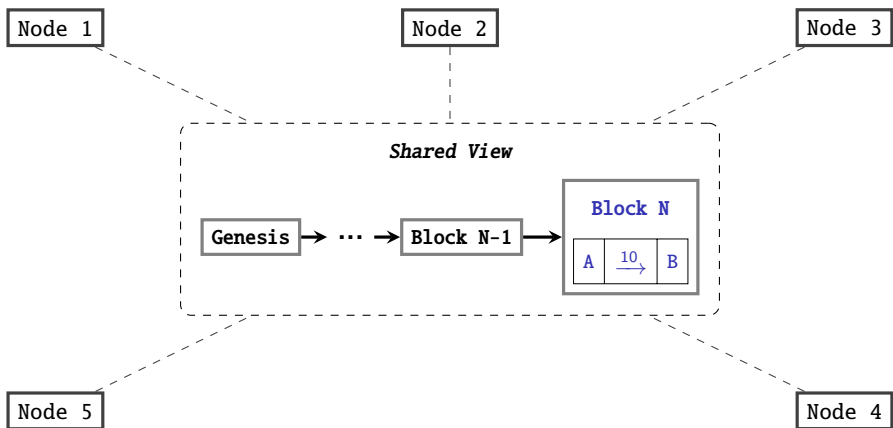 Node 1
Node 2
Node 3
Shared View
Genesis
...
Block N-1
Block N
A
10
B
Node 5
Node 4